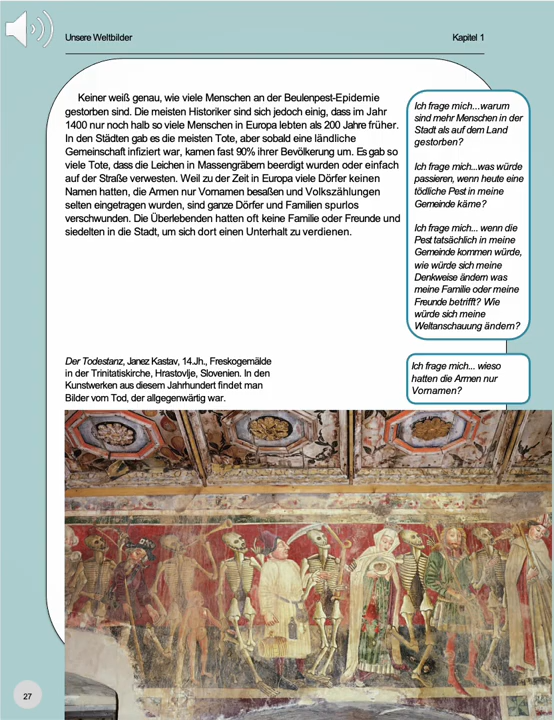 Unsere Weltbilder
Kapitel 1
Keiner weiß genau, wie viele Menschen an der Beulenpest-Epidemie
gestorben sind. Die meisten Historiker sind sich jedoch einig, dass im Jahr
1400 nur noch halb so viele Menschen in Europa lebten als 200 Jahre früher.
In den Städten gab es die meisten Tote, aber sobald eine ländliche
Gemeinschaft infiziert war, kamen fast 90% ihrer Bevölkerung um. Es gab so
viele Tote, dass die Leichen in Massengräbern beerdigt wurden oder einfach
auf der Straße verwesten. Weil zu der Zeit in Europa viele Dörfer keinen
Namen hatten, die Armen nur Vornamen besaßen und Volkszählungen
selten eingetragen wurden, sind ganze Dörfer und Familien spurlos
verschwunden. Die Überlebenden hatten oft keine Familie oder Freunde und
siedelten in die Stadt, um sich dort einen Unterhalt zu verdienen.
Ich frage mich...warum
sind mehr Menschen in der
Stadt als auf dem Land
gestorben?
Ich frage mich...was würde
passieren, wenn heute eine
tödliche Pest in meine
Gemeinde käme?
Ich frage mich... wenn die
Pest tatsächlich in meine
Gemeinde kommen würde,
wie würde sich meine
Denkweise ändern was
meine Familie oder meine
Freunde betrifft? Wie
würde sich meine
Weltanschauung ändern?
Ich frage mich... wieso
hatten die Armen nur
Vornamen?
Der Todestanz, Janez Kastav, 14.Jh., Freskogemälde
in der Trinitatiskirche, Hrastovlje, Slovenien. In den
Kunstwerken aus diesem Jahrhundert findet man
Bilder vom Tod, der allgegenwärtig war.
27